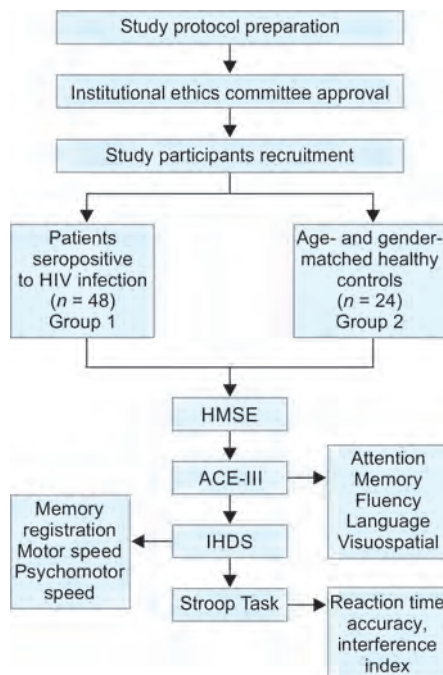 Study protocol preparation
Institutional ethics committee approval
Study participants recruitment
Patients
seropositive
to HIV infection
(n = 48)
Group 1
Age- and gender-
matched healthy
controls
(n = 24)
Group 2
HMSE
ACE-III
Attention
Memory
Fluency
Language
Visuospatial
Memory
registration
Motor speed
Psychomotor
speed
IHDS
Stroop Task
Reaction time
accuracy,
interference
index